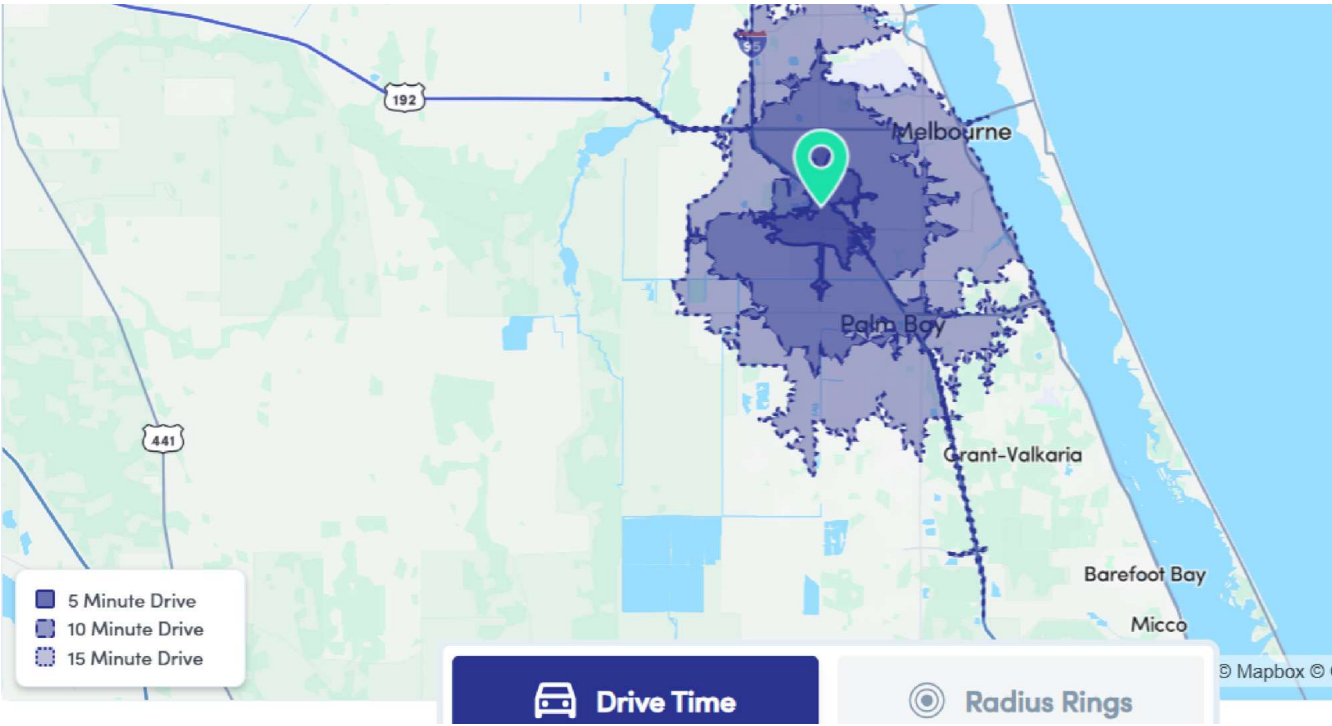 95
192
Melbourne
Palm Bay
441
Grant-Valkaria
Barefoot Bay
Micco
5 Minute Drive
10 Minute Drive
15 Minute Drive
© Mapbox ©
Drive Time
Radius Rings